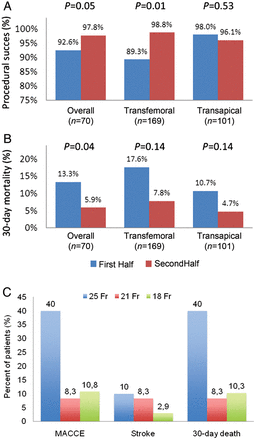 A
P=0.05 P=0.01 P=0.53
Procedural succes (%)
100%
95%
90%
85%
80%
75%
92.6% 97.8% 89.3% 98.8% 98.0% 96.1%
Overall Transfemoral Transapical
(n=70) (n=169) (n=101)
B
P=0.04 P=0.14 P=0.14
30-day mortality (%)
20%
15%
10%
5%
0%
13.3% 5.9% 17.6% 7.8% 10.7% 4.7%
Overall Transfemoral Transapical
(n=70) (n=169) (n=101)
First Half SecondHalf
C
25 Fr 21 Fr 18 Fr
Percent of patients (%)
45
40
35
30
25
20
15
10
5
0
40 8,3 10,8 10 8,3 2,9 40 8,3 10,3
MACCE Stroke 30-day death